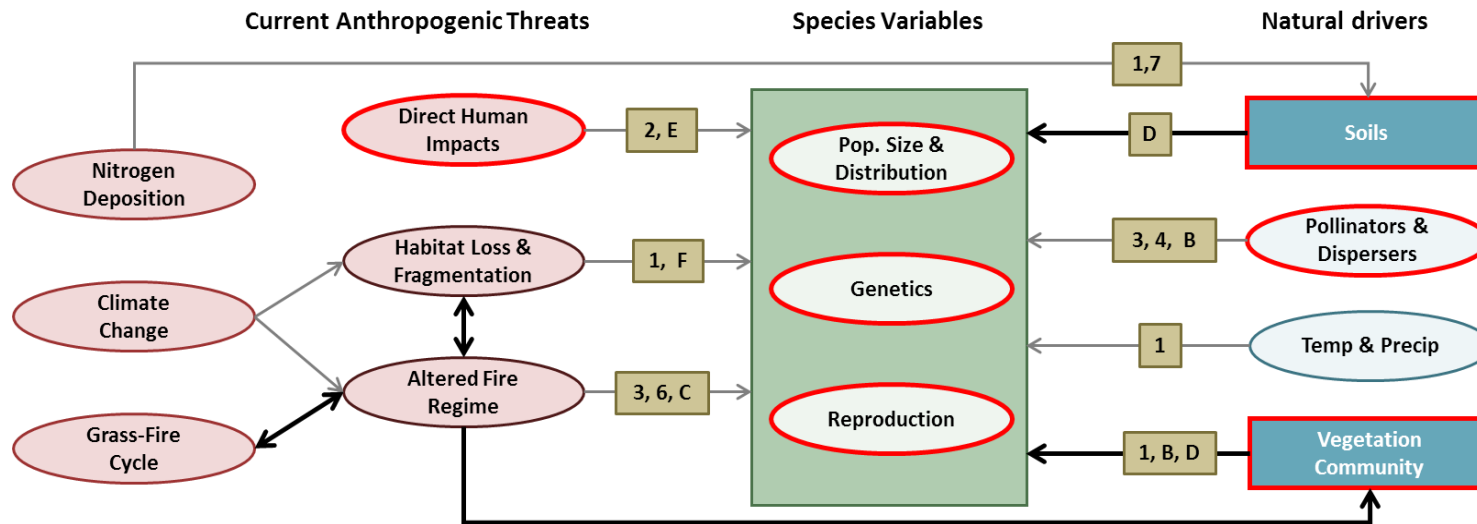 Current Anthropogenic Threats
Species Variables
Natural drivers
1,7
Direct Human
Impacts
2, E
Pop. Size &
Distribution
D
Soils
Nitrogen
Deposition
Habitat Loss &
Fragmentation
1, F
Genetics
3, 4, B
Pollinators &
Dispersers
Climate
Change
1
Temp & Precip
Altered Fire
Regime
3, 6, C
Reproduction
Grass-Fire
Cycle
1, B, D
Vegetation
Community